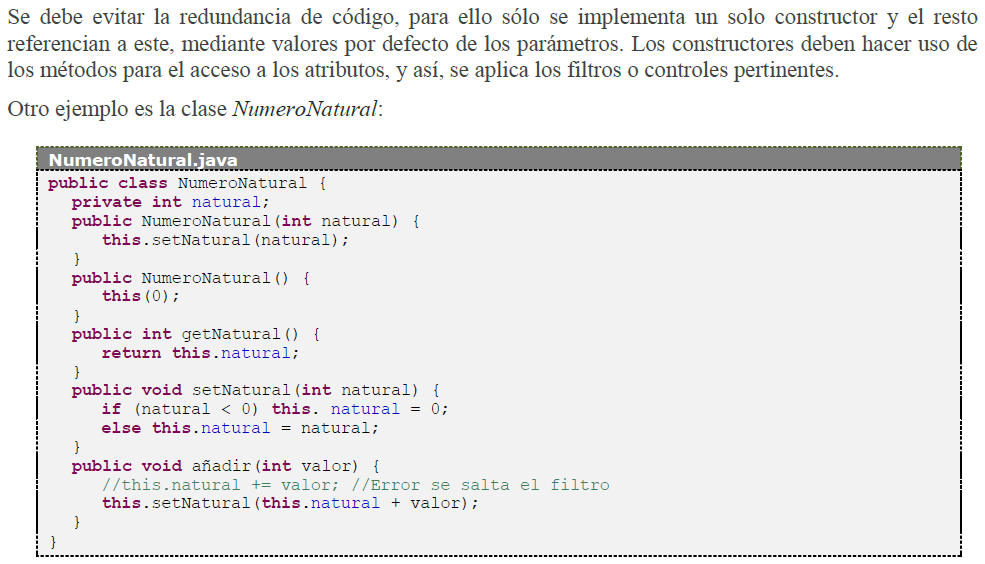 Se debe evitar la redundancia de código, para ello sólo se implementa un solo constructor y el resto
referencian a este, mediante valores por defecto de los parámetros. Los constructores deben hacer uso de
los métodos para el acceso a los atributos, y así, se aplica los filtros o controles pertinentes.
Otro ejemplo es la clase NumeroNatural:
NumeroNatural.java
public class NumeroNatural {
private int natural;
public NumeroNatural(int natural) {
this.setNatural(natural);
}
public NumeroNatural() {
this(0);
}
public int getNatural() {
return this.natural;
}
public void setNatural(int natural) {
if (natural < 0) this. natural = 0;
else this.natural = natural;
}
public void añadir(int valor) {
//this.natural += valor; //Error se salta el filtro
this.setNatural(this.natural + valor);
}
}